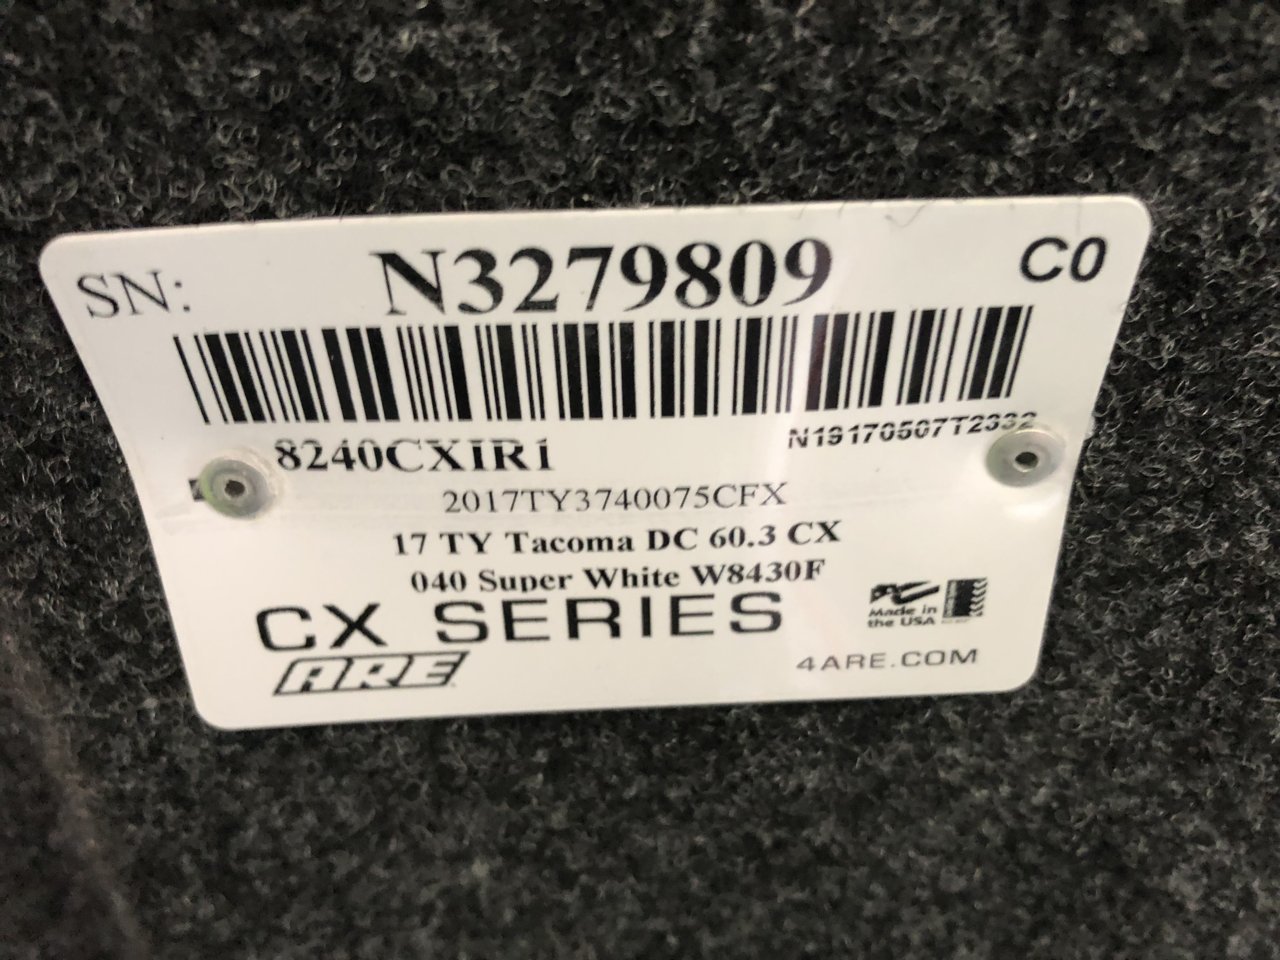 SN: N3279809 C0
8240CXIR1 N19170507T2332
2017TY3740075CFX
17 TY Tacoma DC 60.3 CX
040 Super White W8430F
CX SERIES
Made in
the USA
ARE
4ARE.COM